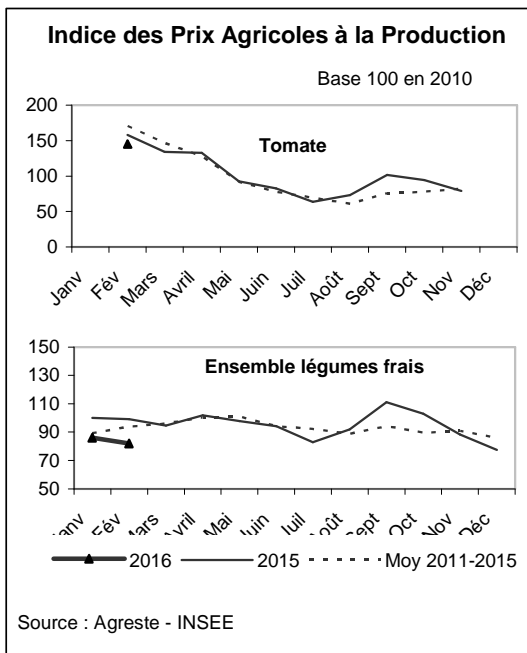 Indice des Prix Agricoles à la Production
Base 100 en 2010
200
150
100
50
0
Tomate
Janv Fév Mars Avril Mai Juin Juil Août Sept Oct Nov Déc
150
130
110
90
70
50
Ensemble légumes frais
Janv Fév Mars Avril Mai Juin Juil Août Sept Oct Nov Déc
2016 2015 Moy 2011-2015
Source : Agreste - INSEE